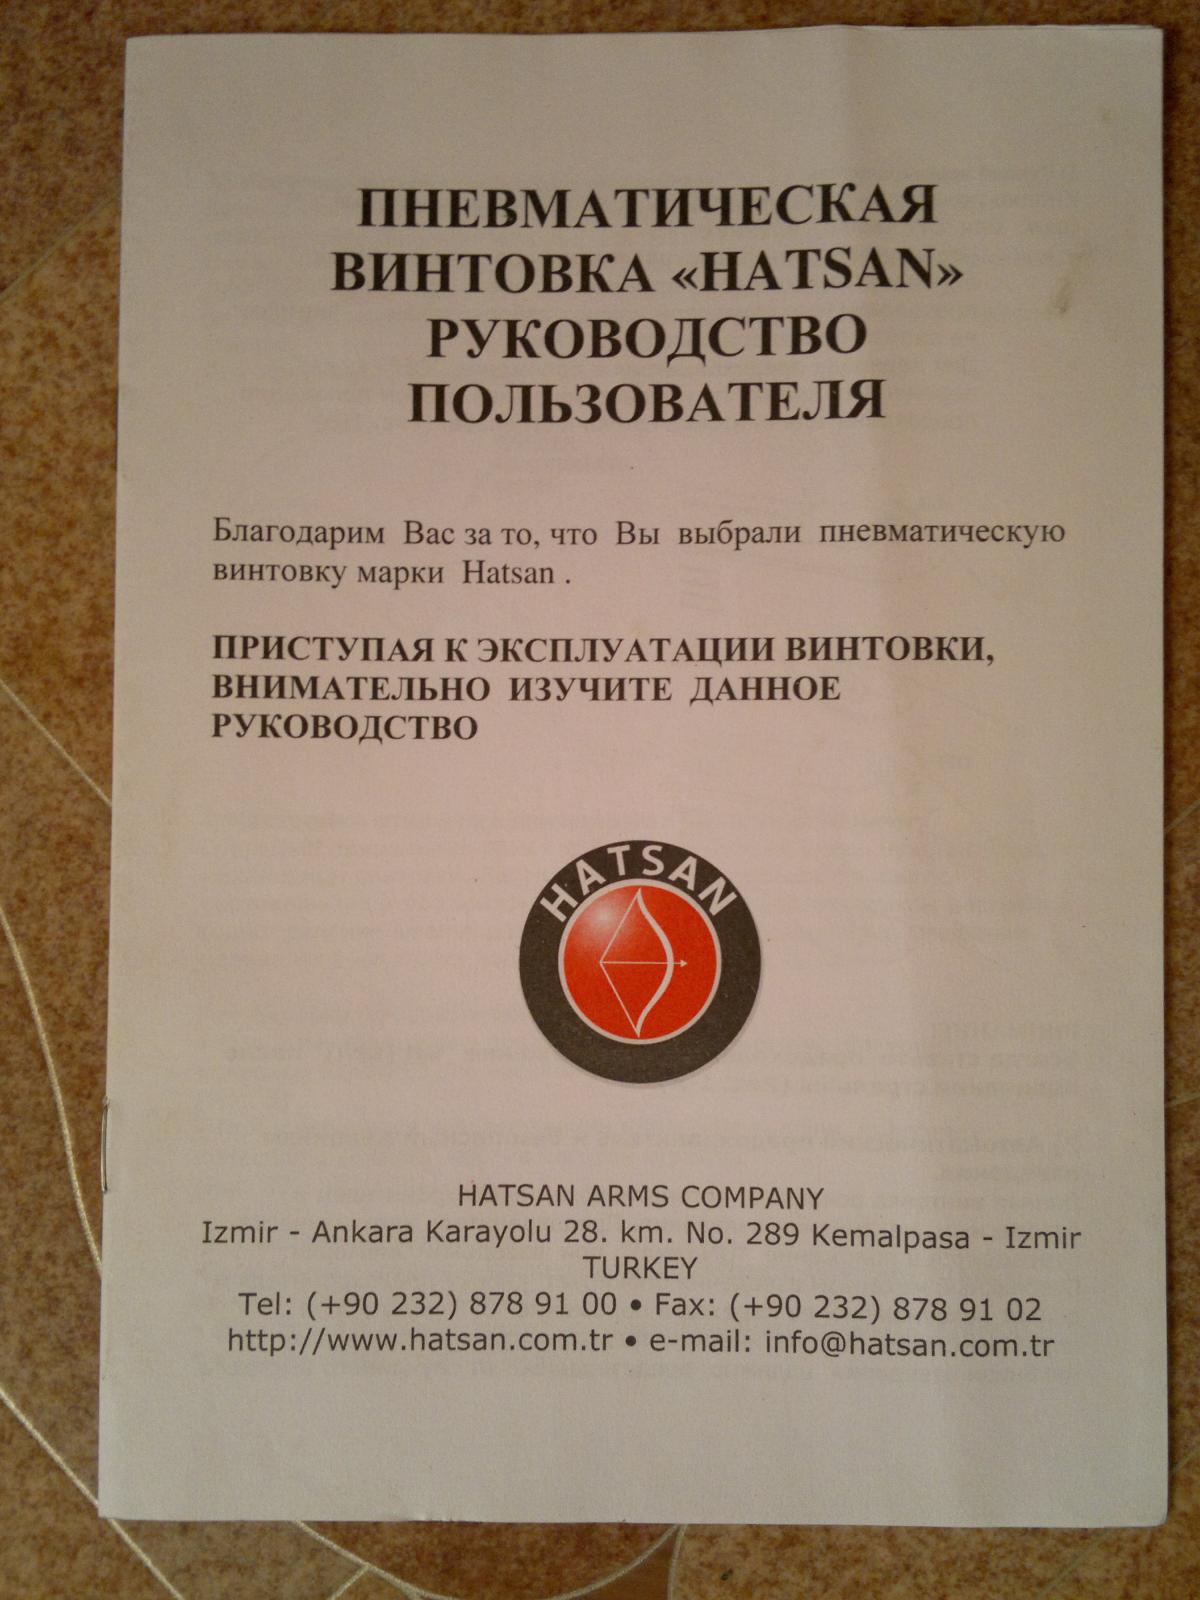 ПНЕВМАТИЧЕСКАЯ
ВИНТОВКА «HATSAN»
РУКОВОДСТВО
ПОЛЬЗОВАТЕЛЯ
Благодарим Вас за то, что Вы выбрали пневматическую
винтовку марки Hatsan .
ПРИСТУПАЯ К ЭКСПЛУАТАЦИИ ВИНТОВКИ,
ВНИМАТЕЛЬНО ИЗУЧИТЕ ДАННОЕ
РУКОВОДСТВО
HATSAN
HATSAN ARMS COMPANY
Izmir - Ankara Karayolu 28. km. No. 289 Kemalpasa - Izmir
TURKEY
Tel: (+90 232) 878 91 00 • Fax: (+90 232) 878 91 02
http://www.hatsan.com.tr • e-mail: info@hatsan.com.tr